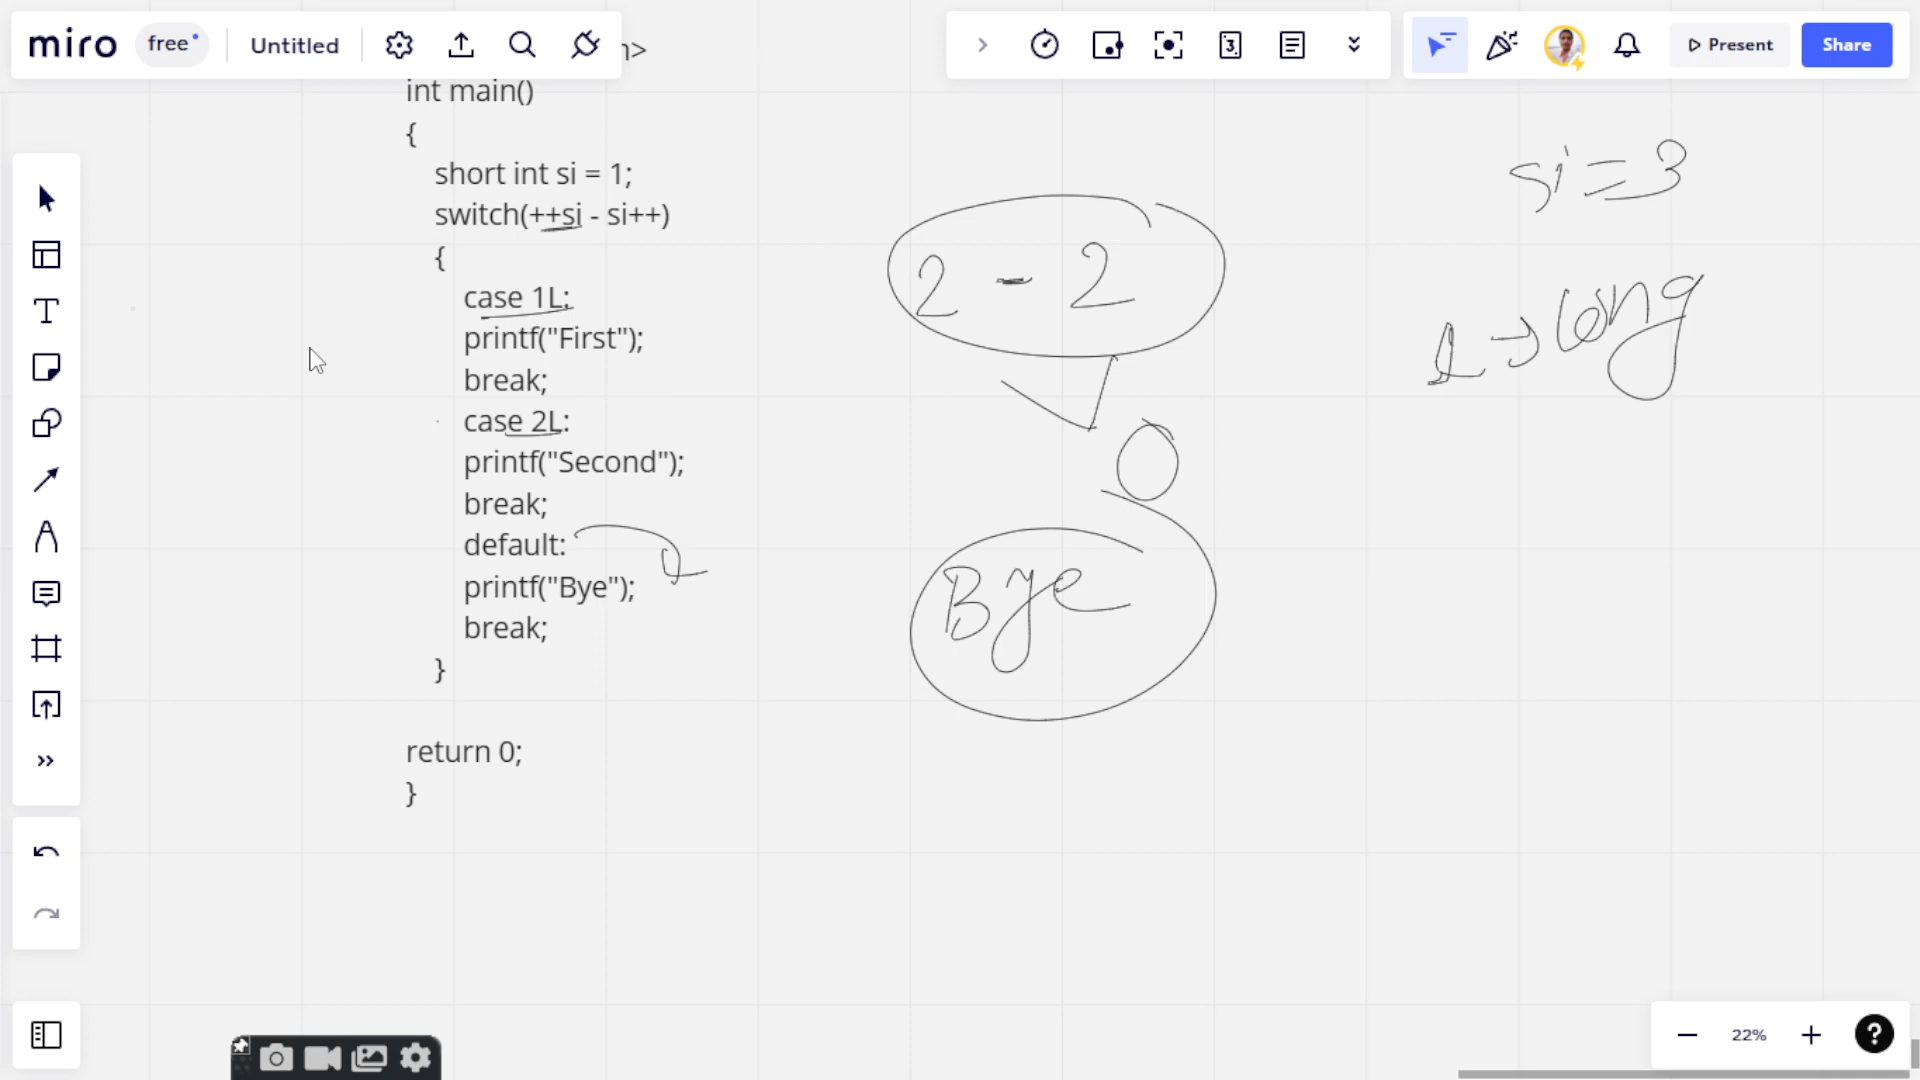 miro free Untitled
Present Share
h>
int main()
{
short int si = 1;
switch(++si - si++)
{
case 1L:
printf("First");
break;
case 2L:
printf("Second");
break;
default:
printf("Bye");
break;
}
return 0;
}
2 - 2
0
Bye
si = 3
→ long
22%